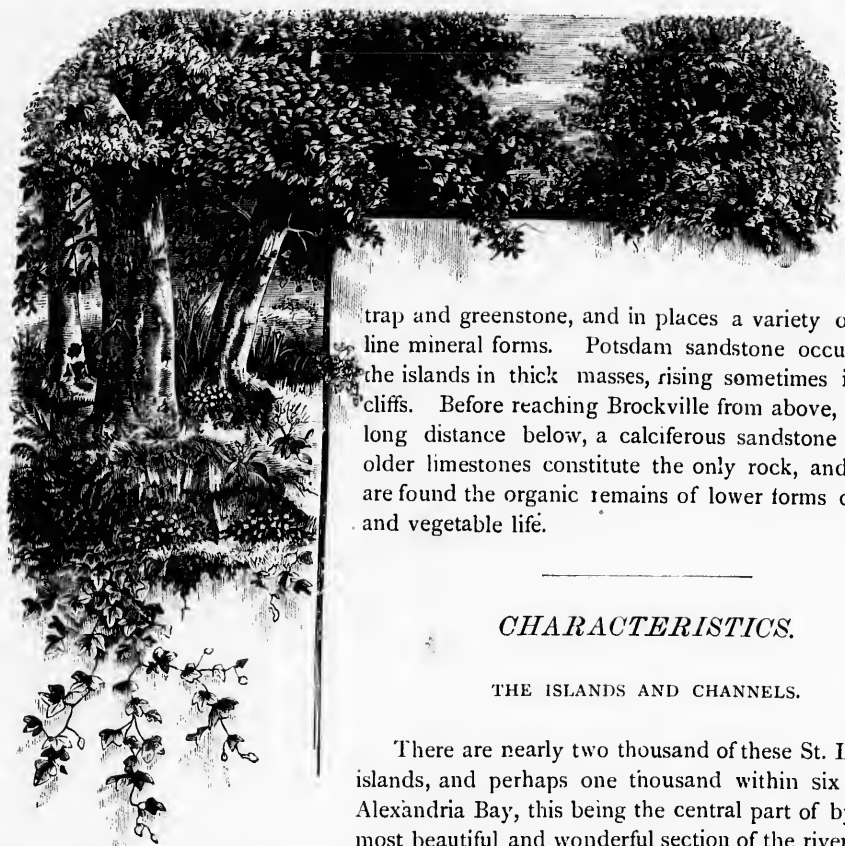 trap and greenstone, and in places a variety
line mineral forms. Potsdam sandstone
the islands in thick masses, rising sometimes
cliffs. Before reaching Brockville from above,
long distance below, a calciferous sandstone
older limestones constitute the only rock, and
are found the organic remains of lower forms
and vegetable life.
CHARACTERISTICS.
THE ISLANDS AND CHANNELS.
There are nearly two thousand of these St.
islands, and perhaps one thousand within six
Alexandria Bay, this being the central part of
most beautiful and wonderful section of the river